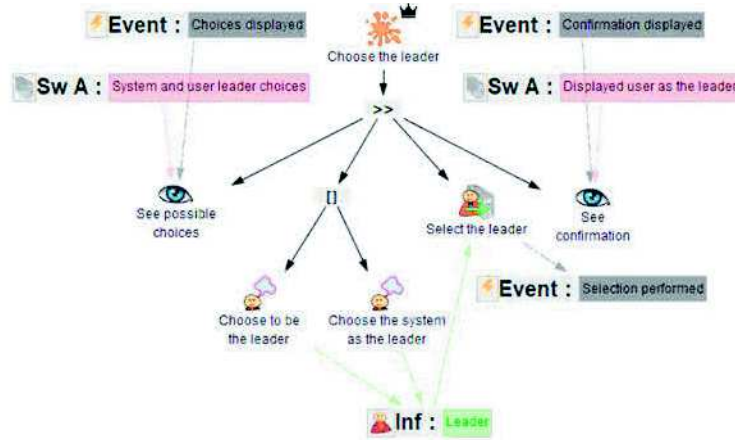 Event : Choices displayed
Event : Confirmation displayed
Choose the leader
Sw A : System and user leader choices
Sw A : Displayed user as the leader
>>
See possible
choices
[]
Select the leader
See
confirmation
Event : Selection performed
Choose to be
the leader
Choose the system
as the leader
Inf : Leader